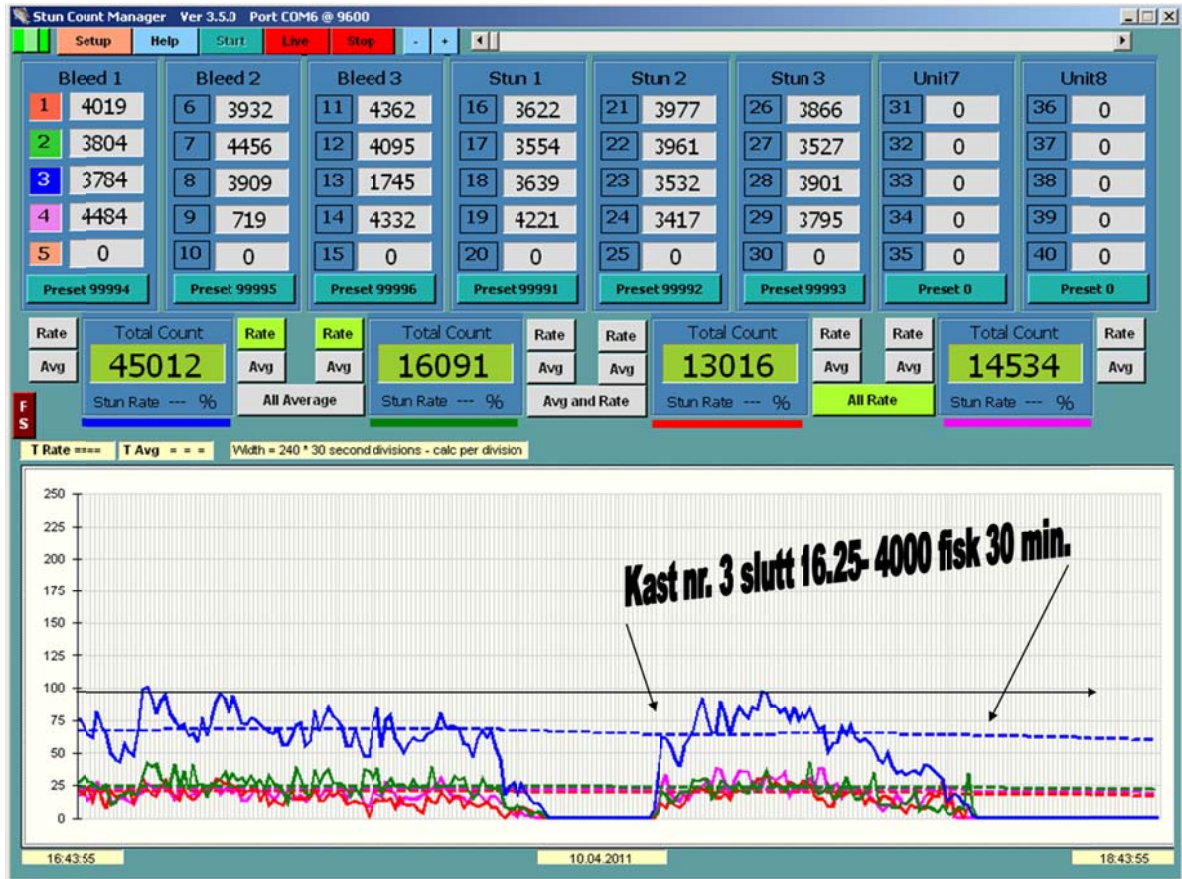 Stun Count Manager Ver 3.5.0 Port COM6 @ 9600
Setup Help Start Live Stop - +
Bleed 1 Bleed 2 Bleed 3 Stun 1 Stun 2 Stun 3 Unit7 Unit8
1 4019 6 3932 11 4362 16 3622 21 3977 26 3866 31 0 36 0
2 3804 7 4456 12 4095 17 3554 22 3961 27 3527 32 0 37 0
3 3784 8 3909 13 1745 18 3639 23 3532 28 3901 33 0 38 0
4 4484 9 719 14 4332 19 4221 24 3417 29 3795 34 0 39 0
5 0 10 0 15 0 20 0 25 0 30 0 35 0 40 0
Preset 99994 Preset 99995 Preset 99996 Preset 99991 Preset 99992 Preset 99993 Preset 0 Preset 0
Rate Total Count Rate Rate Total Count Rate Rate Total Count Rate Rate Total Count Rate
Avg 45012 Avg Avg 16091 Avg Avg 13016 Avg Avg 14534 Avg
Stun Rate --- % All Average Stun Rate --- % Avg and Rate Stun Rate --- % All Rate Stun Rate --- %
F
S
T Rate ==== T Avg = = = Width = 240 * 30 second divisions - calc per division
250
225
200
175
150
125
100
75
50
25
0
Kast nr. 3 slutt 16.25- 4000 fisk 30 min.
16:43:55 10.04.2011 18:43:55